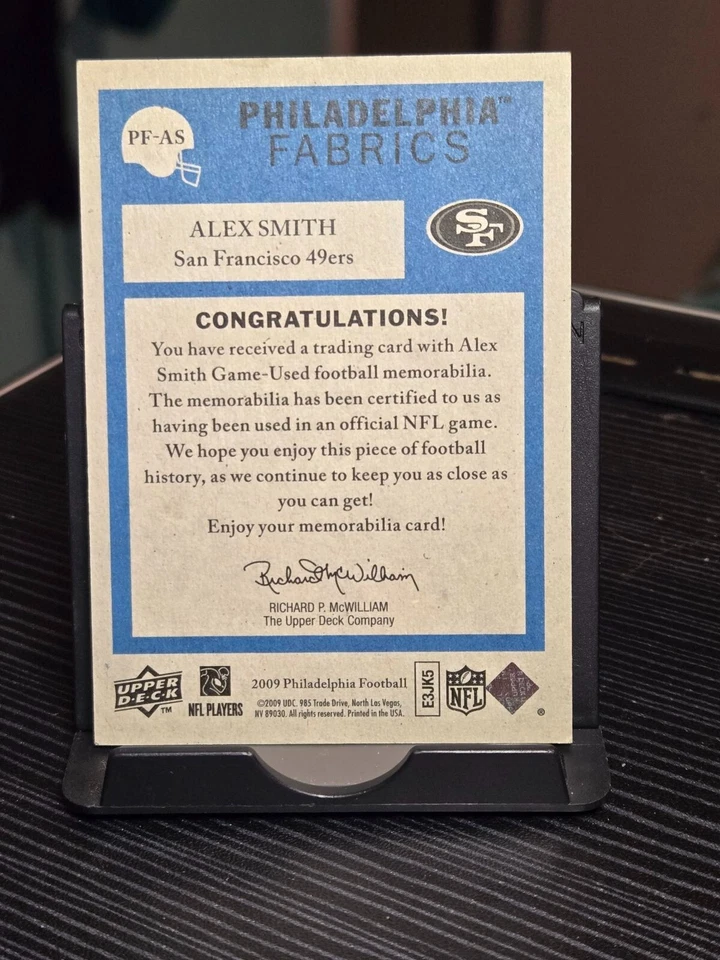 PF-AS
PHILADELPHIA™
FABRICS
ALEX SMITH
San Francisco 49ers
SF
CONGRATULATIONS!
You have received a trading card with Alex
Smith Game-Used football memorabilia.
The memorabilia has been certified to us as
having been used in an official NFL game.
We hope you enjoy this piece of football
history, as we continue to keep you as close as
you can get!
Enjoy your memorabilia card!
Richard McWilliam
RICHARD P. McWILLIAM
The Upper Deck Company
UPPER
D·E·C·K
TM
NFL PLAYERS
2009 Philadelphia Football
©2009 UDC. 985 Trade Drive, North Las Vegas,
NV 89030. All rights reserved. Printed in the USA.
E3JK5
NFL
®